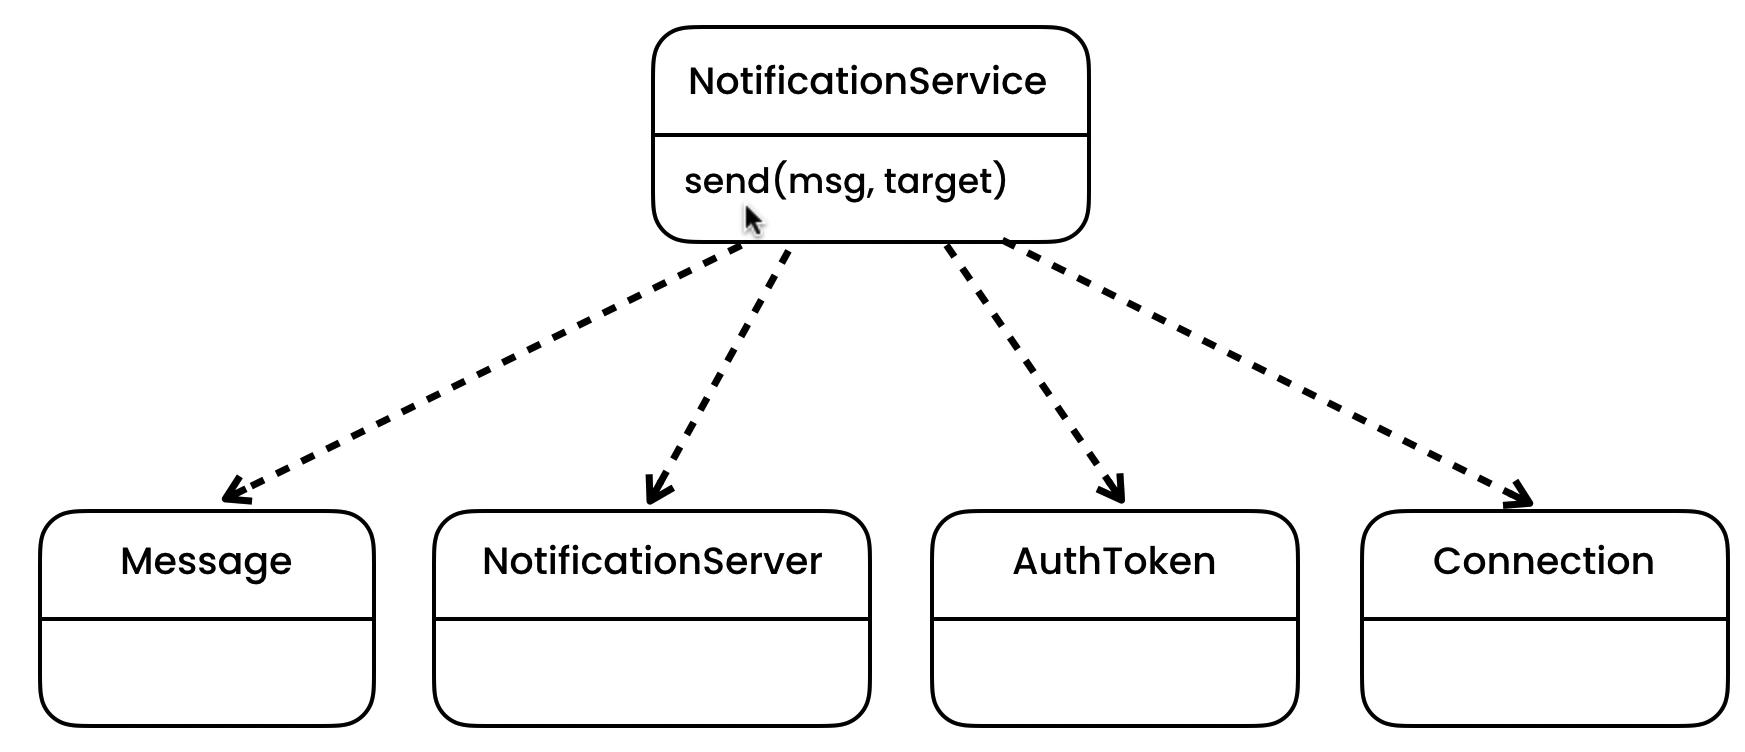 NotificationService
send(msg, target)
Message
NotificationServer
AuthToken
Connection